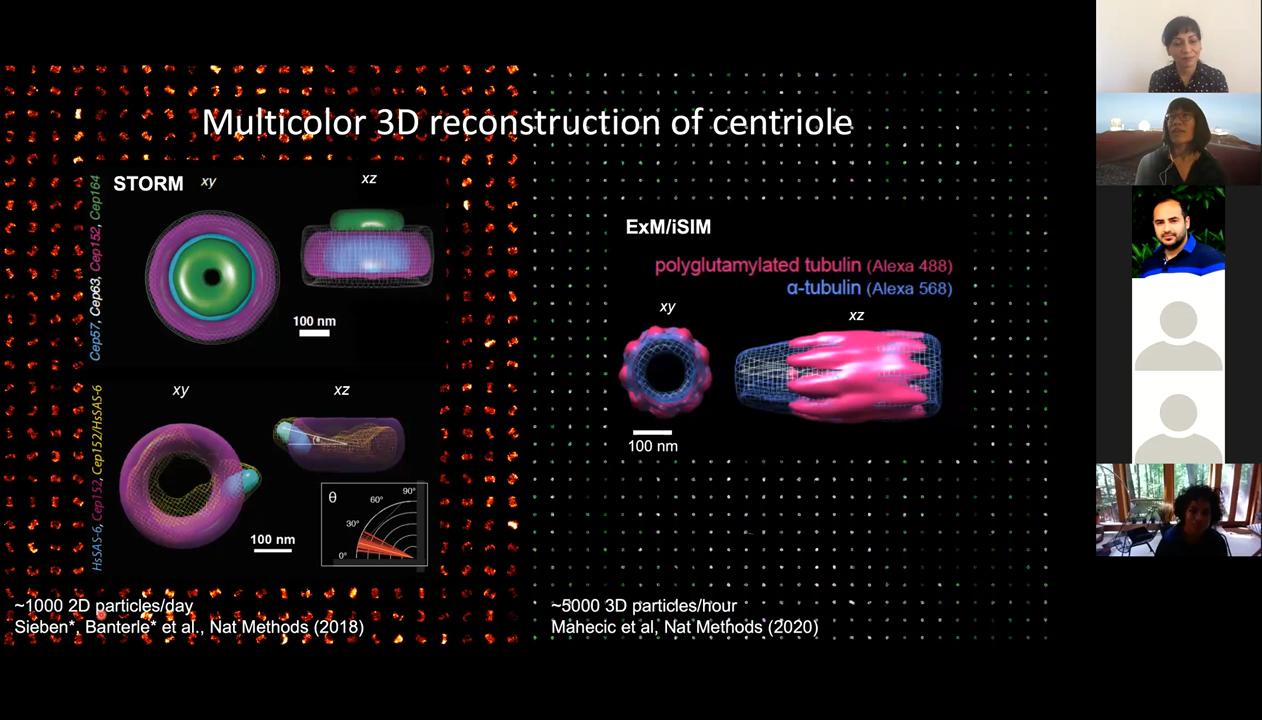 Multicolor 3D reconstruction of centriole
STORM
xy
xz
Cep57, Cep63, Cep152, Cep164
100 nm
xy
xz
HsSAS-6, Cep152, Cep152/HsSAS-6
100 nm
θ
90°
60°
30°
0°
~1000 2D particles/day
Sieben*, Banterle* et al., Nat Methods (2018)
ExM/iSIM
polyglutamylated tubulin (Alexa 488)
α-tubulin (Alexa 568)
xy
xz
100 nm
~5000 3D particles/hour
Mahecic et al, Nat Methods (2020)